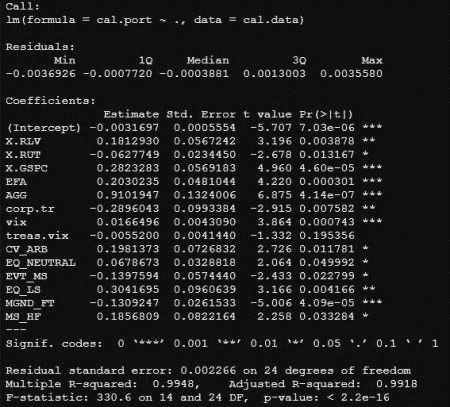 Call:
lm(formula = cal.port ~ ., data = cal.data)
Residuals:
Min 1Q Median 3Q Max
-0.0036926 -0.0007720 -0.0003881 0.0013003 0.0035580
Coefficients:
Estimate Std. Error t value Pr(>|t|)
(Intercept) -0.0031697 0.0005554 -5.707 7.03e-06 ***
X.RLV 0.1812930 0.0567242 3.196 0.003878 **
X.RUT -0.0627749 0.0234450 -2.678 0.013167 *
X.GSPC 0.2823283 0.0569183 4.960 4.60e-05 ***
EFA 0.2030235 0.0481044 4.220 0.000301 ***
AGG 0.9101947 0.1324006 6.875 4.14e-07 ***
corp.tr -0.2896043 0.0993384 -2.915 0.007582 **
vix 0.0166496 0.0043090 3.864 0.000743 ***
treas.vix -0.0055200 0.0041440 -1.332 0.195356
CV_ARB 0.1981373 0.0726832 2.726 0.011781 *
EQ_NEUTRAL 0.0678673 0.0328818 2.064 0.049992 *
EVT_MS -0.1397594 0.0574440 -2.433 0.022799 *
EQ_LS 0.3041695 0.0960639 3.166 0.004166 **
MGND_FT -0.1309247 0.0261533 -5.006 4.09e-05 ***
MS_HF 0.1856809 0.0822164 2.258 0.033284 *
---
Signif. codes: 0 ‘***’ 0.001 ‘**’ 0.01 ‘*’ 0.05 ‘.’ 0.1 ‘ ’ 1
Residual standard error: 0.002266 on 24 degrees of freedom
Multiple R-squared: 0.9948, Adjusted R-squared: 0.9918
F-statistic: 330.6 on 14 and 24 DF, p-value: < 2.2e-16